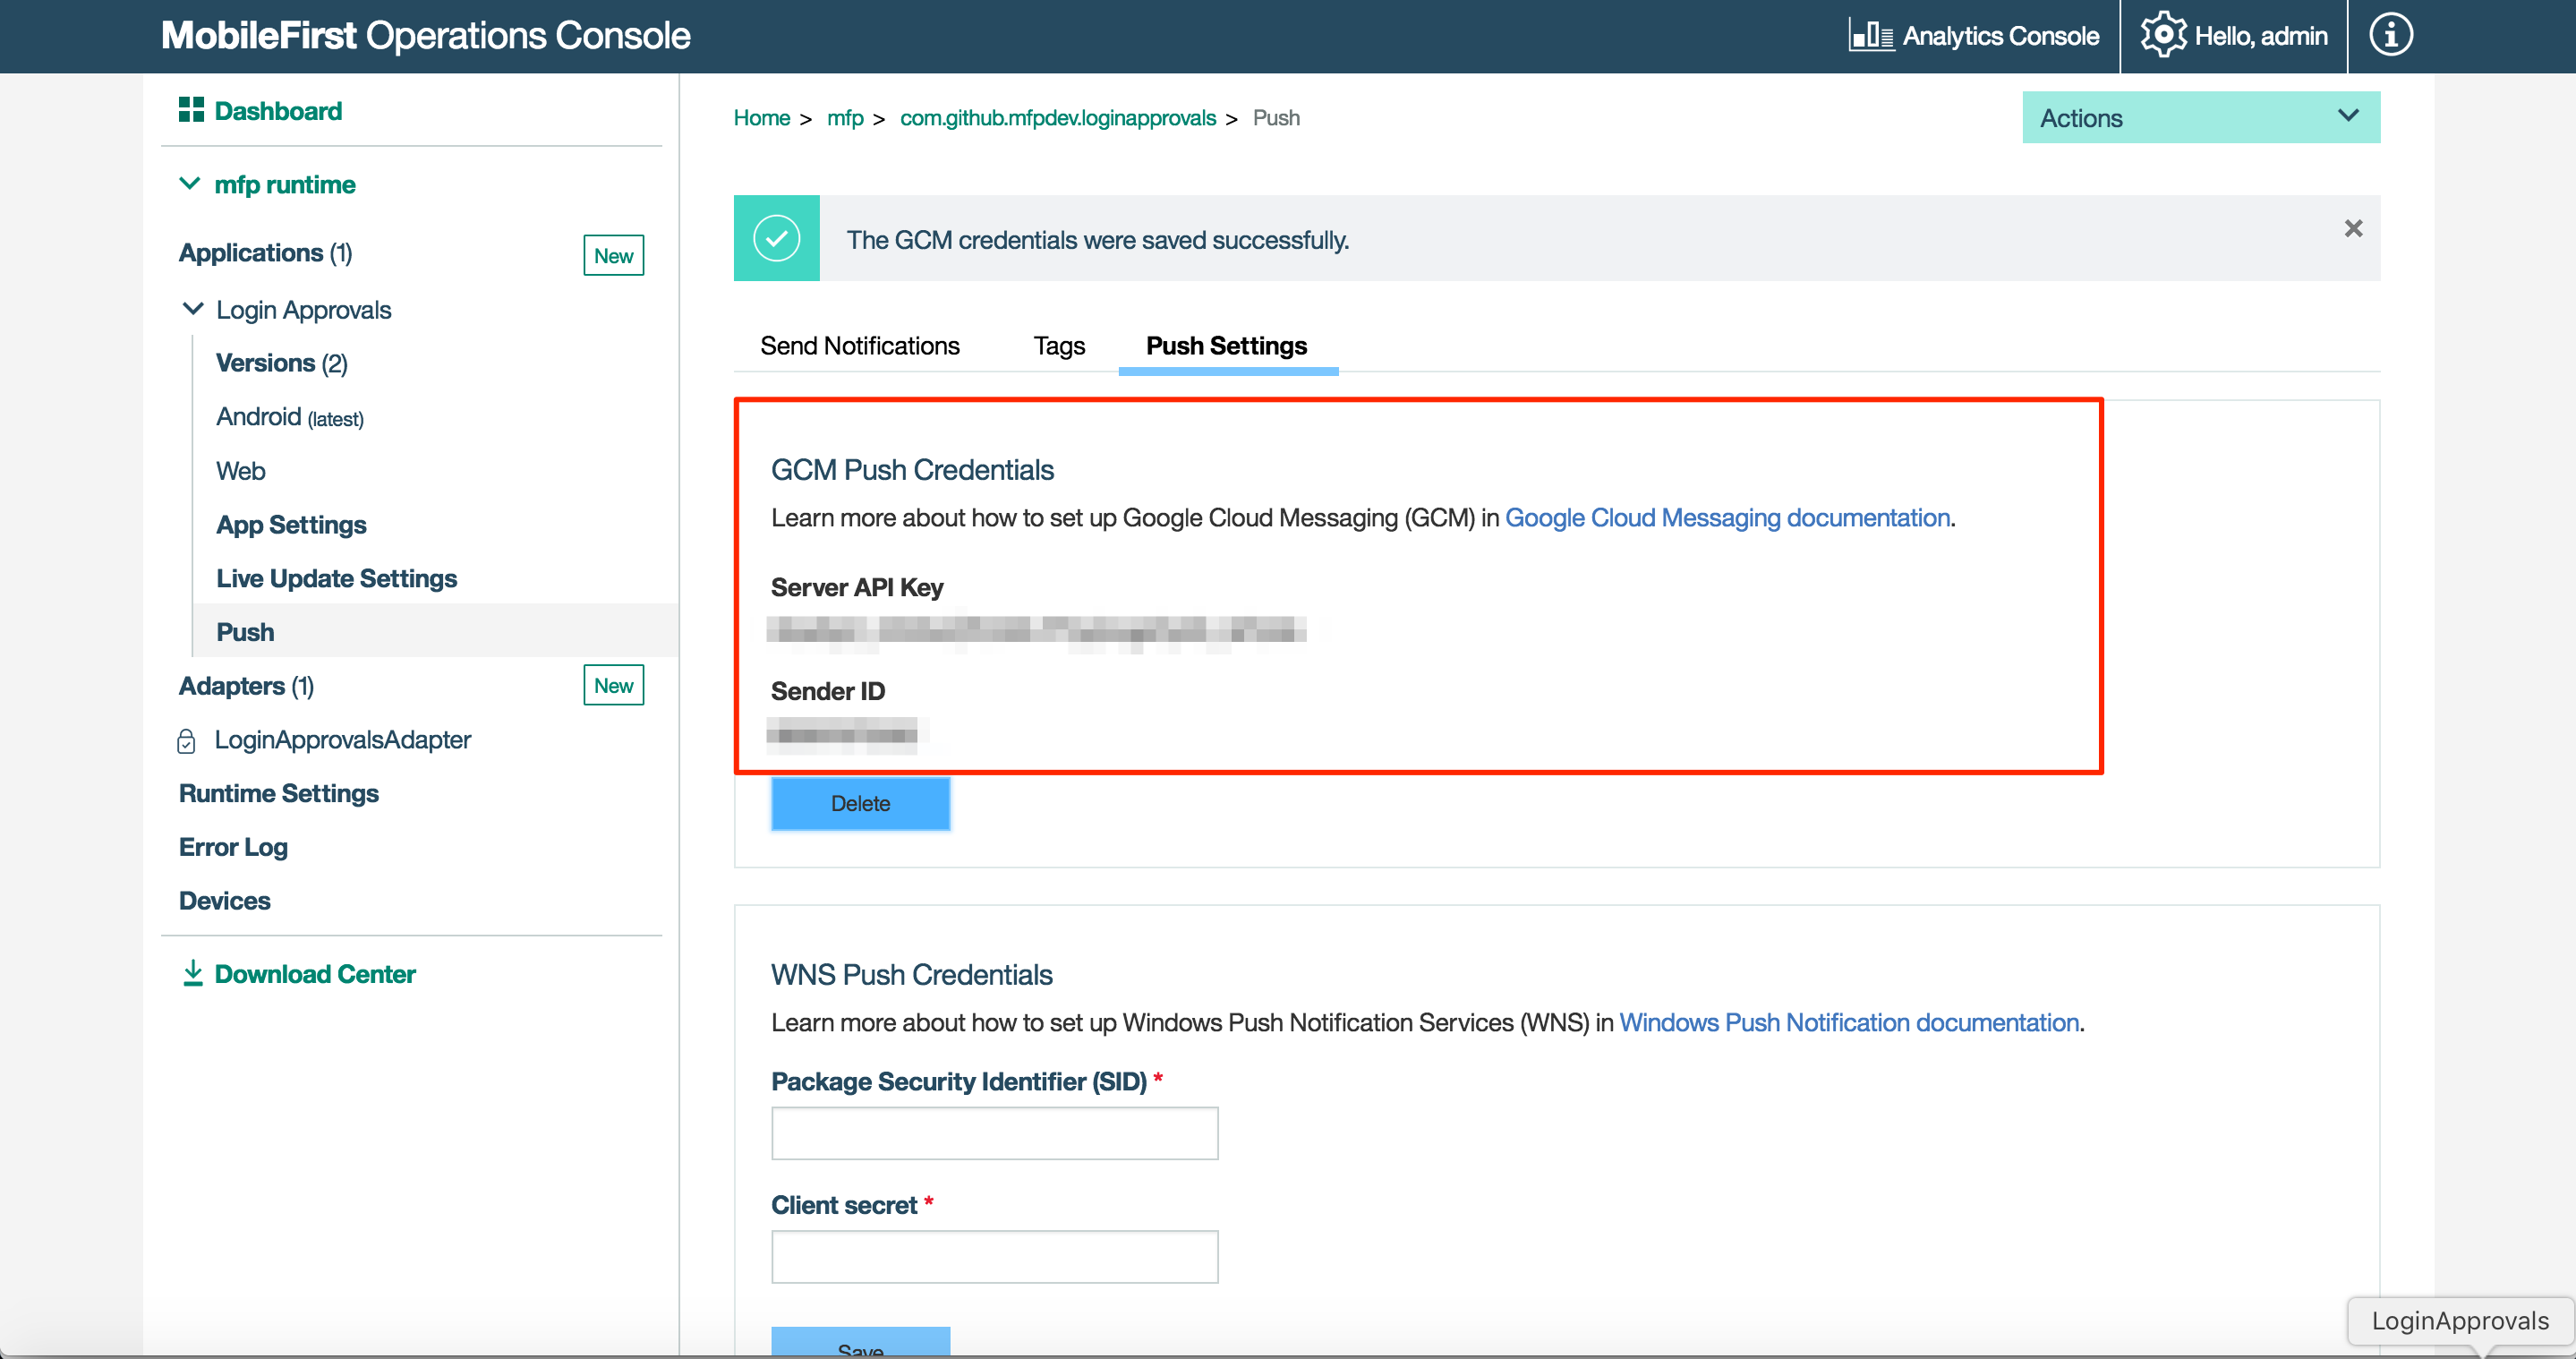 MobileFirst Operations Console
Analytics Console
Hello, admin
Dashboard
mfp runtime
Applications (1)
New
Login Approvals
Versions (2)
Android (latest)
Web
App Settings
Live Update Settings
Push
Adapters (1)
New
LoginApprovalsAdapter
Runtime Settings
Error Log
Devices
Download Center
Home > mfp > com.github.mfpdev.loginapprovals > Push
Actions
The GCM credentials were saved successfully.
Send Notifications
Tags
Push Settings
GCM Push Credentials
Learn more about how to set up Google Cloud Messaging (GCM) in Google Cloud Messaging documentation.
Server API Key
Sender ID
Delete
WNS Push Credentials
Learn more about how to set up Windows Push Notification Services (WNS) in Windows Push Notification documentation.
Package Security Identifier (SID) *
Client secret *
Save
LoginApprovals